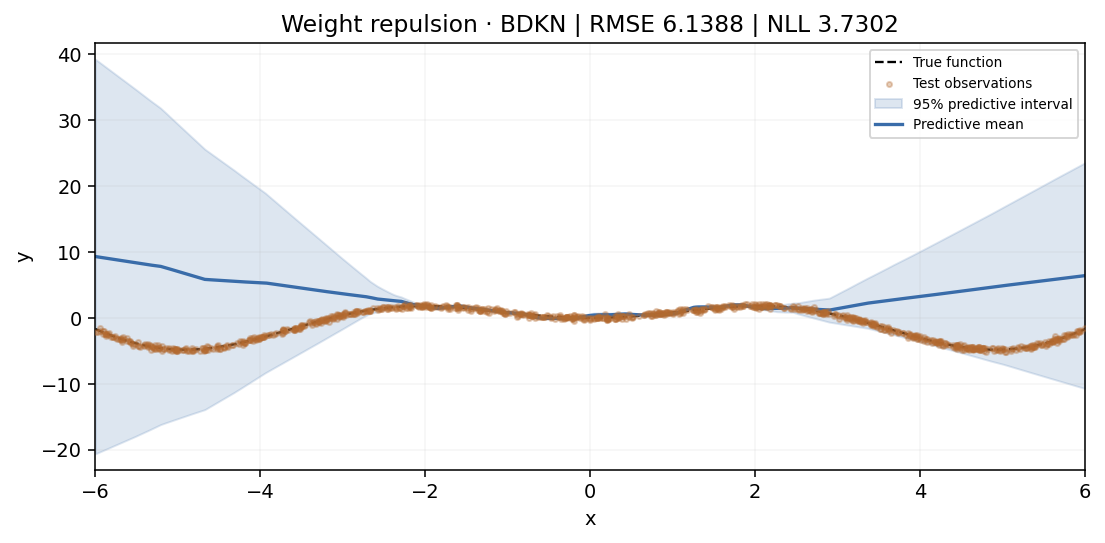 Weight repulsion · BDKN | RMSE 6.1388 | NLL 3.7302
40
30
20
10
0
−10
−20
y
True function
Test observations
95% predictive interval
Predictive mean
−6
−4
−2
0
2
4
6
x